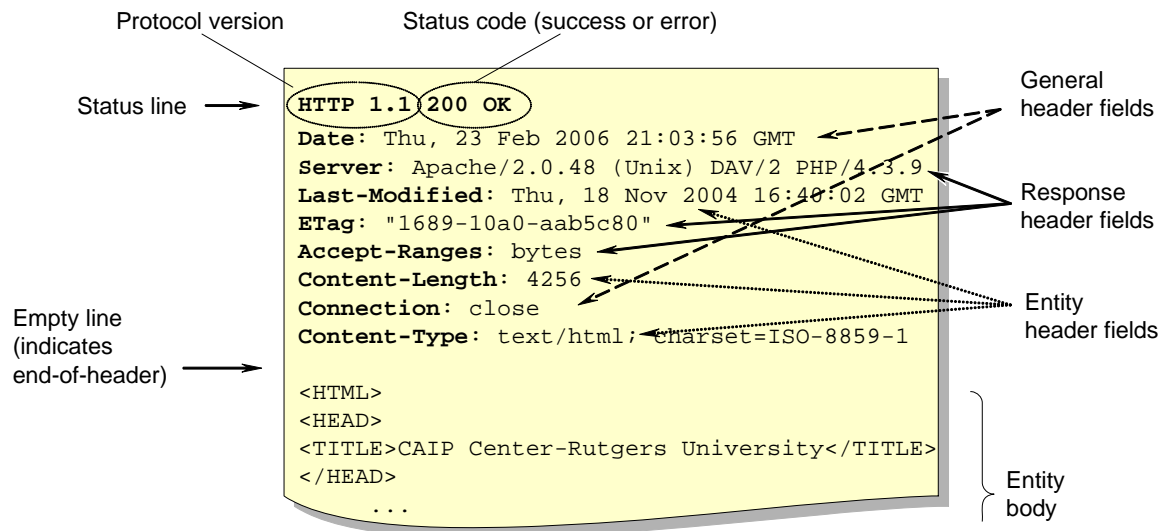 Protocol version
Status code (success or error)
Status line
HTTP 1.1 200 OK
Date: Thu, 23 Feb 2006 21:03:56 GMT
Server: Apache/2.0.48 (Unix) DAV/2 PHP/4.3.9
Last-Modified: Thu, 18 Nov 2004 16:40:02 GMT
ETag: "1689-10a0-aab5c80"
Accept-Ranges: bytes
Content-Length: 4256
Connection: close
Content-Type: text/html; charset=ISO-8859-1
<HTML>
<HEAD>
<TITLE>CAIP Center-Rutgers University</TITLE>
</HEAD>
...
General
header fields
Response
header fields
Entity
header fields
Empty line
(indicates
end-of-header)
Entity
body